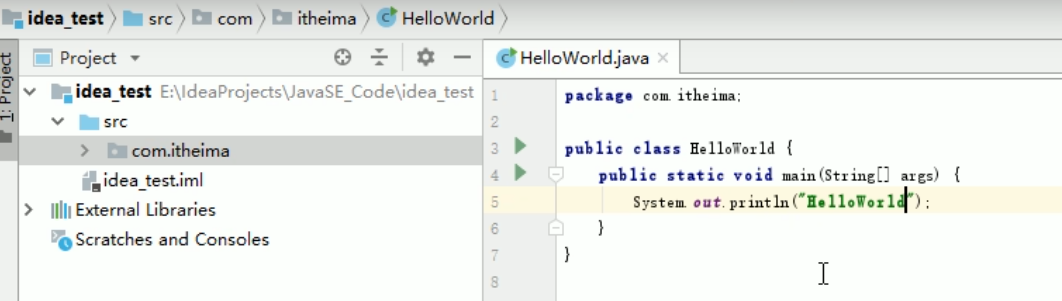 idea_test src com itheima HelloWorld
1: Project
Project
idea_test E:\IdeaProjects\JavaSE_Code\idea_test
src
com.itheima
idea_test.iml
External Libraries
Scratches and Consoles
HelloWorld.java
1 package com.itheima;
2
3 public class HelloWorld {
4 public static void main(String[] args) {
5 System.out.println("HelloWorld");
6 }
7 }
8